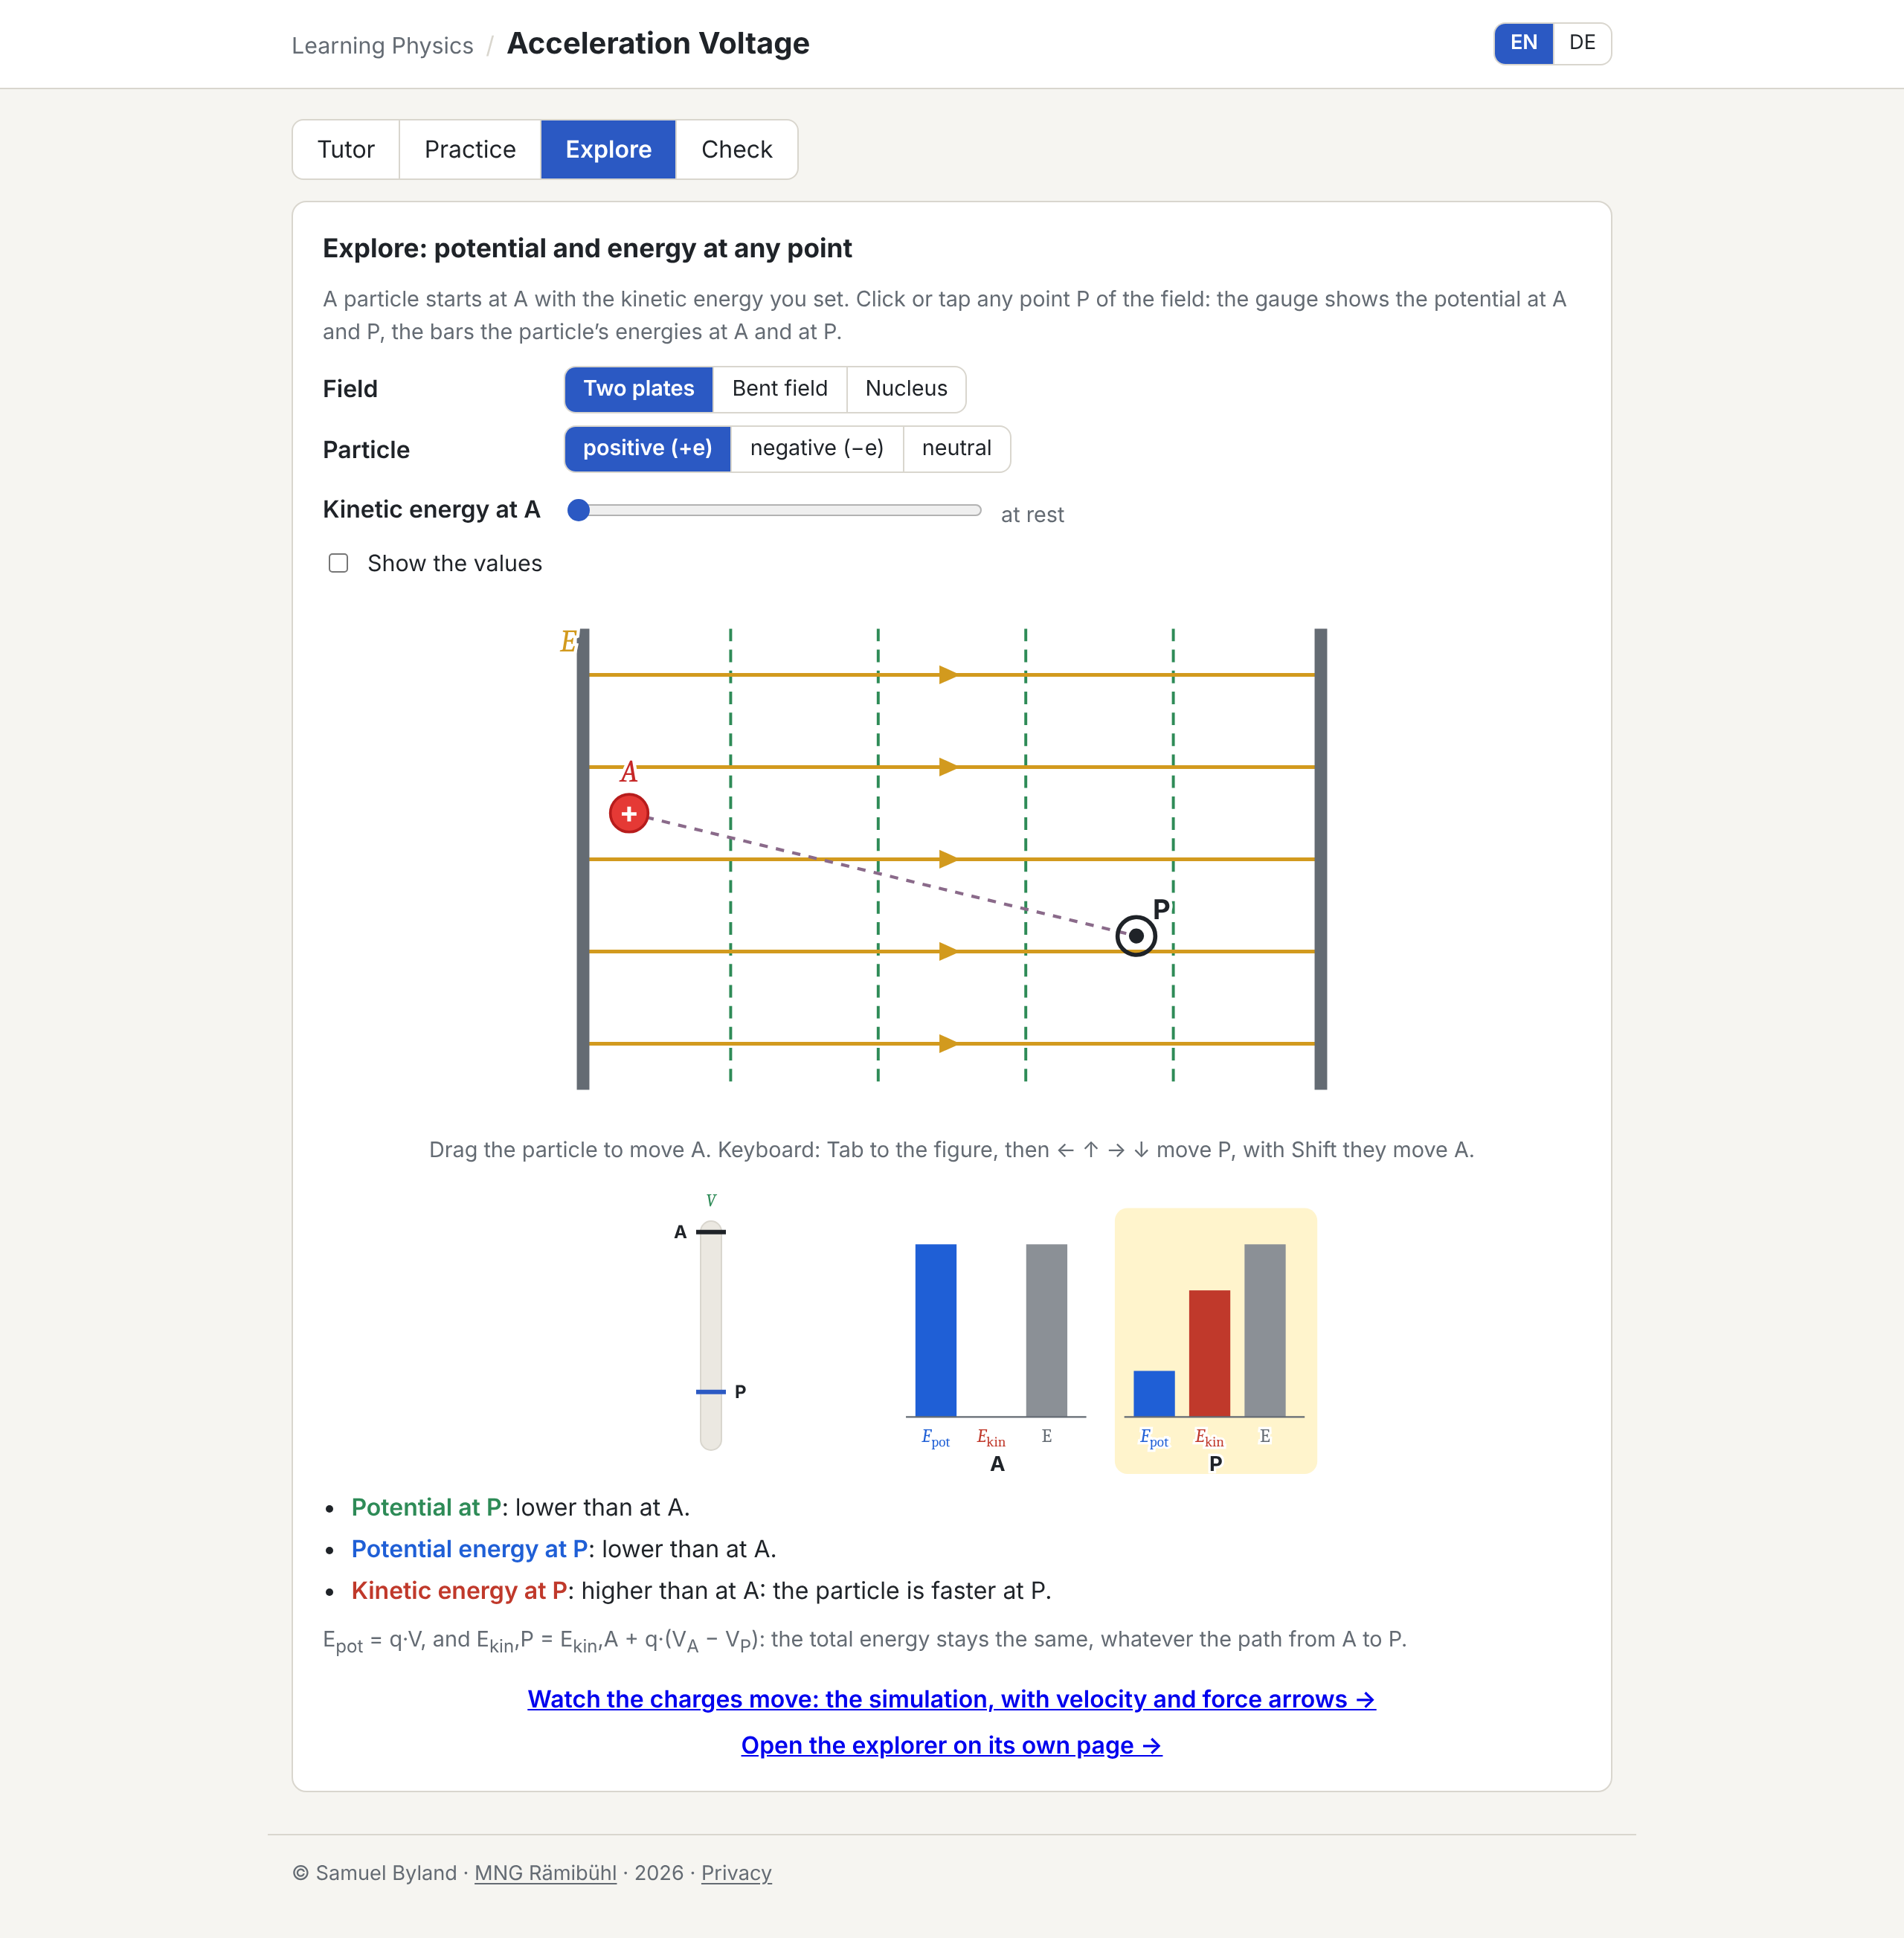 Learning Physics / Acceleration Voltage
EN DE
Tutor Practice Explore Check
Explore: potential and energy at any point
A particle starts at A with the kinetic energy you set. Click or tap any point P of the field: the gauge shows the potential at A
and P, the bars the particle’s energies at A and at P.
Field Two plates Bent field Nucleus
Particle positive (+e) negative (−e) neutral
Kinetic energy at A at rest
Show the values
E
A
+
P
Drag the particle to move A. Keyboard: Tab to the figure, then ← ↑ → ↓ move P, with Shift they move A.
V
A
P
Epot Ekin E
A
Epot Ekin E
P
• Potential at P: lower than at A.
• Potential energy at P: lower than at A.
• Kinetic energy at P: higher than at A: the particle is faster at P.
Epot = q·V, and Ekin,P = Ekin,A + q·(VA − VP): the total energy stays the same, whatever the path from A to P.
Watch the charges move: the simulation, with velocity and force arrows →
Open the explorer on its own page →
© Samuel Byland · MNG Rämibühl · 2026 · Privacy